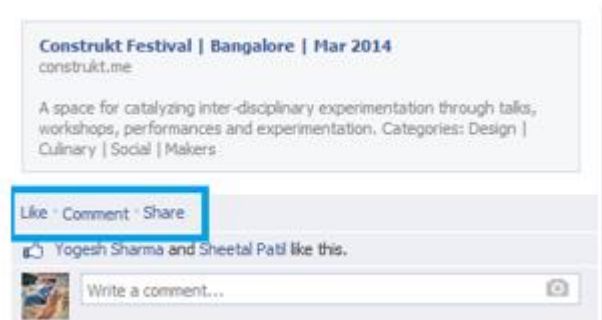 Construkt Festival | Bangalore | Mar 2014
construkt.me
A space for catalyzing inter-disciplinary experimentation through talks,
workshops, performances and experimentation. Categories: Design |
Culinary | Social | Makers
Like · Comment · Share
Yogesh Sharma and Sheetal Patil like this.
Write a comment...